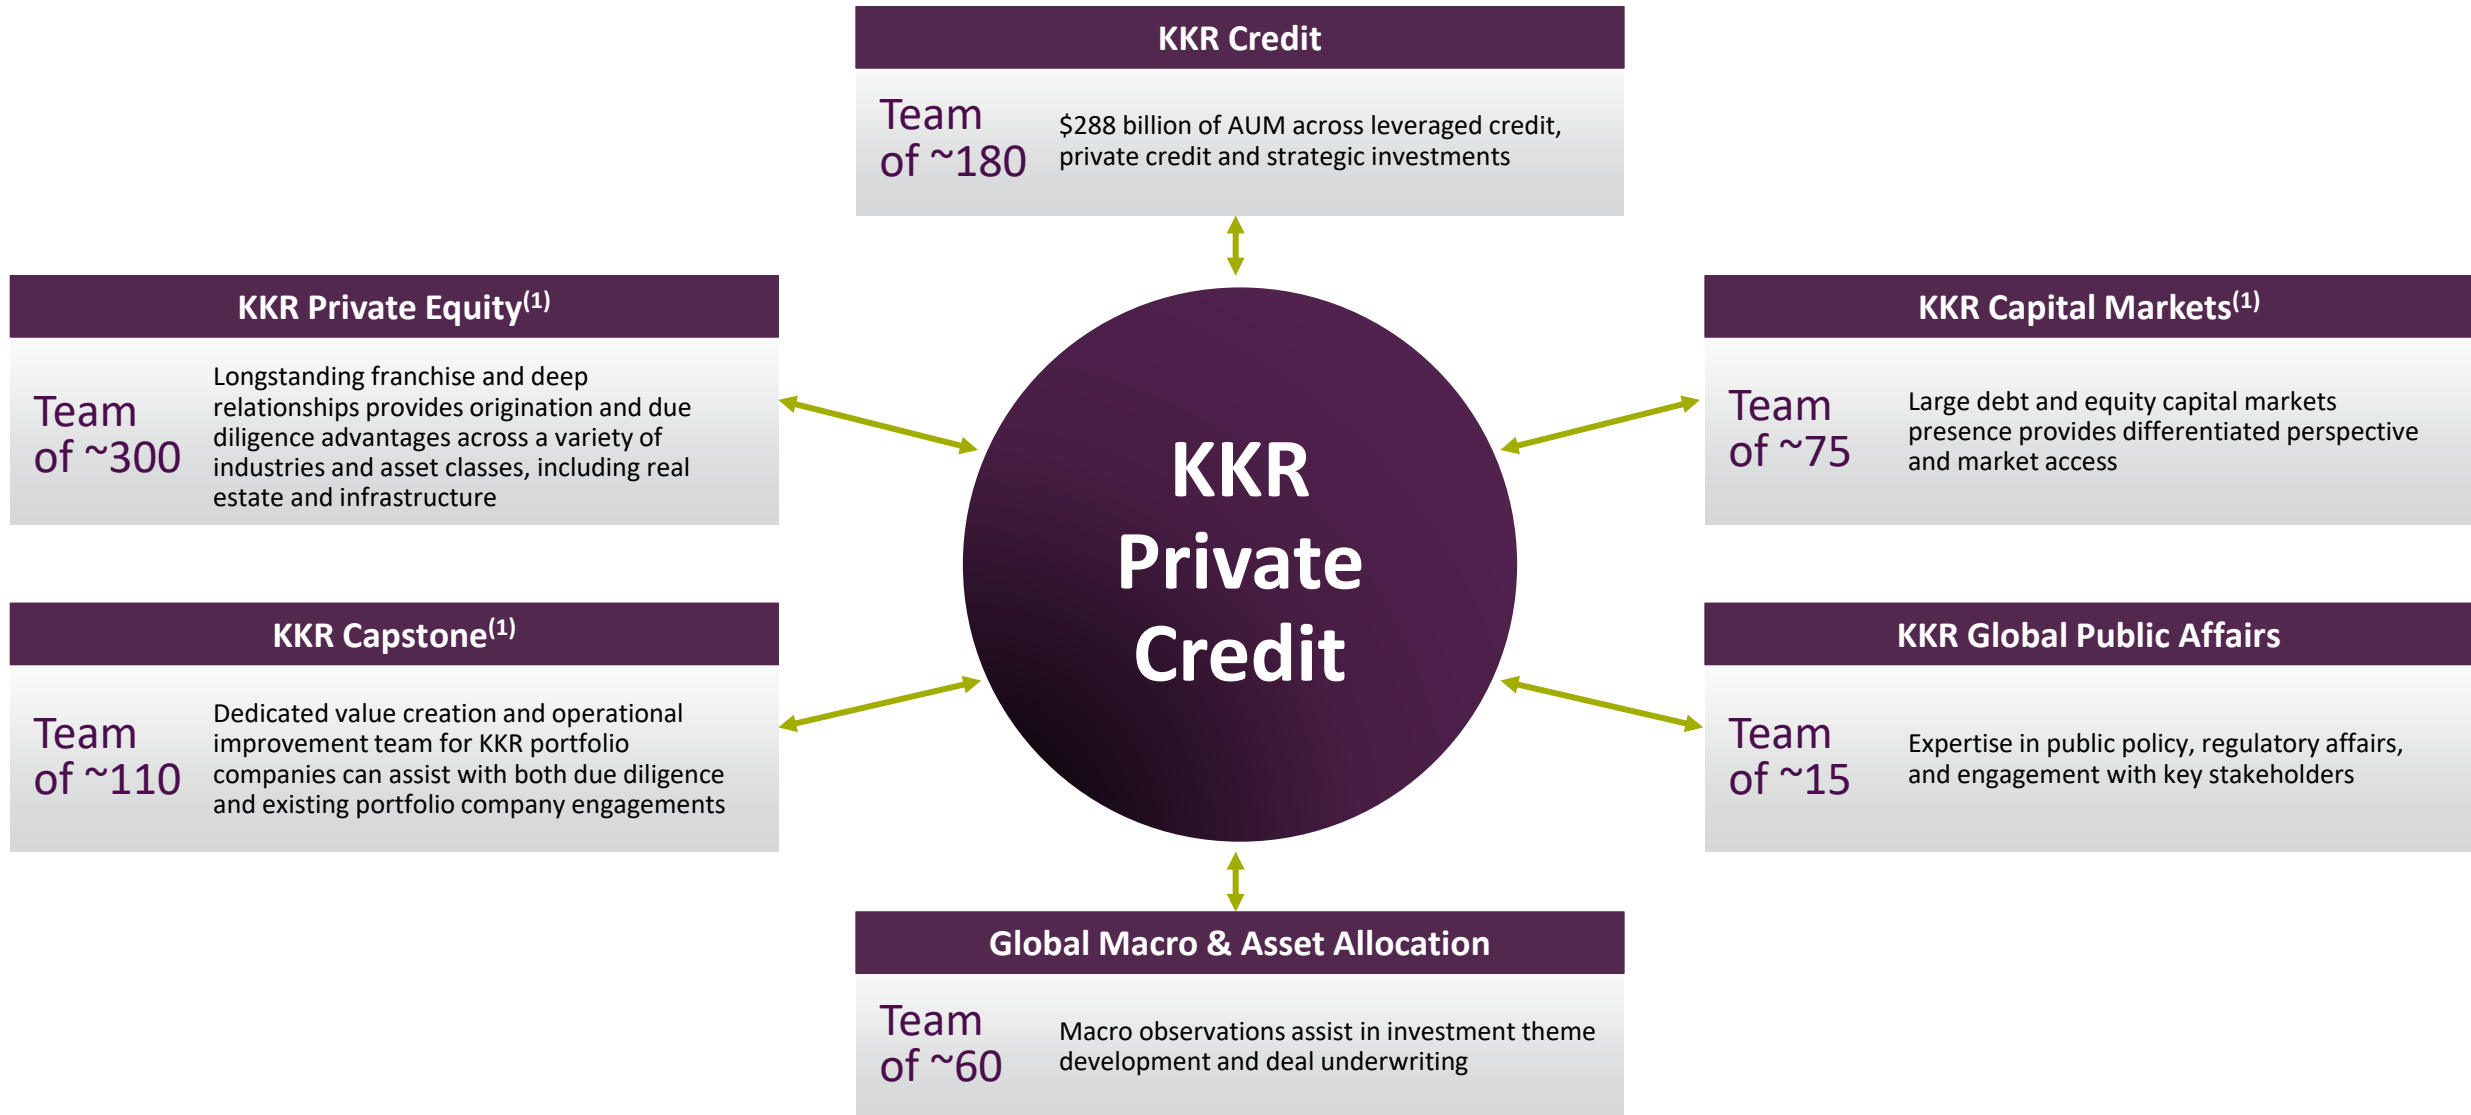 KKR Credit
Team
of ~180
$288 billion of AUM across leveraged credit,
private credit and strategic investments
KKR Private Equity(1)
Team
of ~300
Longstanding franchise and deep
relationships provides origination and due
diligence advantages across a variety of
industries and asset classes, including real
estate and infrastructure
KKR Capital Markets(1)
Team
of ~75
Large debt and equity capital markets
presence provides differentiated perspective
and market access
KKR
Private
Credit
KKR Capstone(1)
Team
of ~110
Dedicated value creation and operational
improvement team for KKR portfolio
companies can assist with both due diligence
and existing portfolio company engagements
KKR Global Public Affairs
Team
of ~15
Expertise in public policy, regulatory affairs,
and engagement with key stakeholders
Global Macro & Asset Allocation
Team
of ~60
Macro observations assist in investment theme
development and deal underwriting